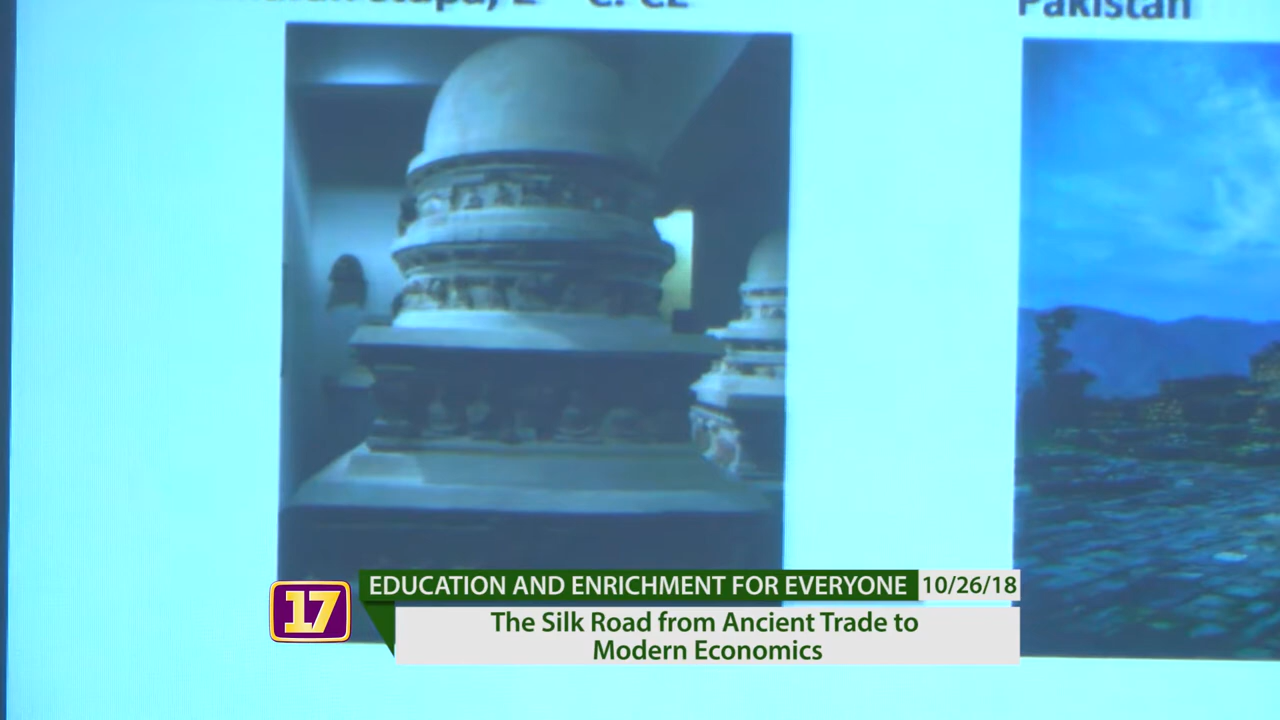 Pakistan
EDUCATION AND ENRICHMENT FOR EVERYONE 10/26/18
17
The Silk Road from Ancient Trade to
Modern Economics